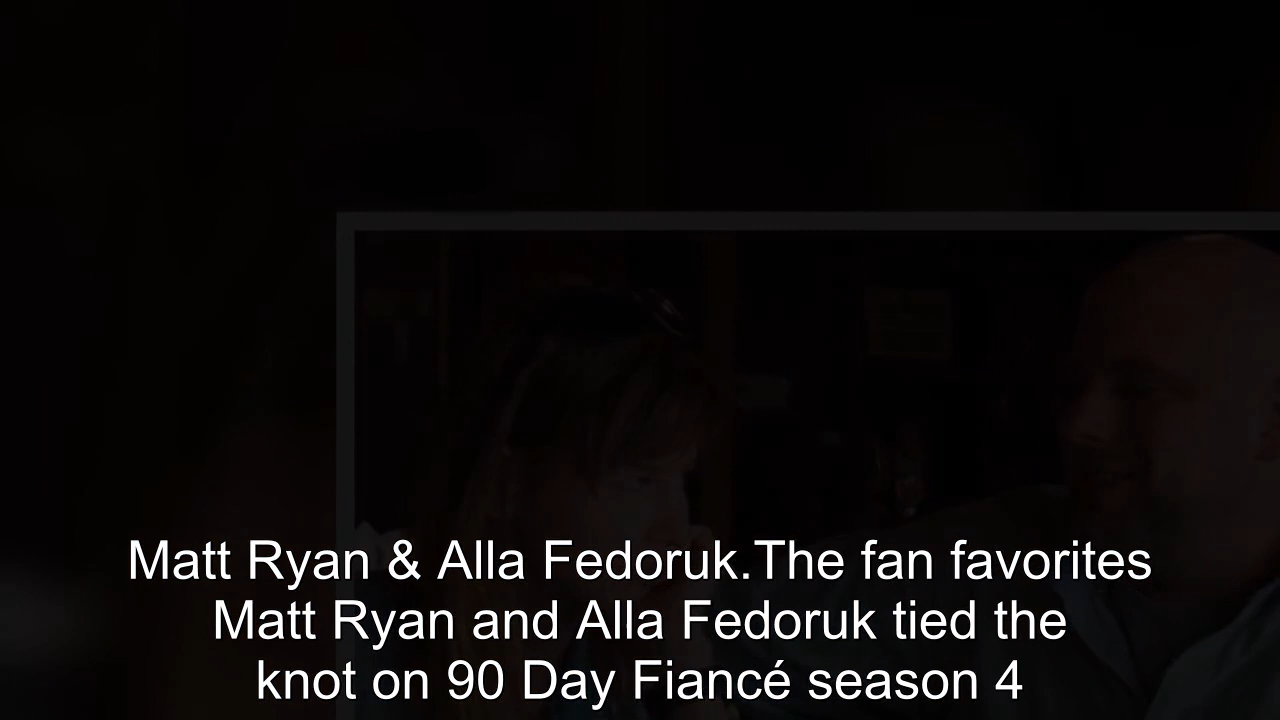 Matt Ryan & Alla Fedoruk.The fan favorites
Matt Ryan and Alla Fedoruk tied the
knot on 90 Day Fiancé season 4